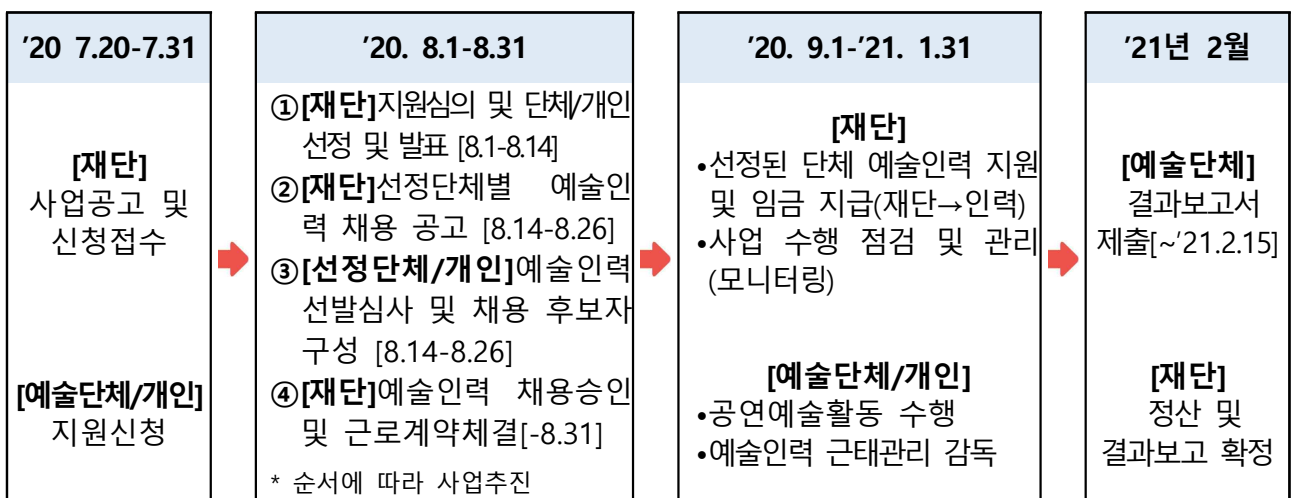 ’20 7.20-7.31
[재단]
사업공고 및
신청접수
[예술단체/개인]
지원신청
’20. 8.1-8.31
①[재단]지원심의 및 단체/개인
선정 및 발표 [8.1-8.14]
②[재단]선정단체별 예술인
력 채용 공고 [8.14-8.26]
③[선정단체/개인]예술인력
선발심사 및 채용 후보자
구성 [8.14-8.26]
④[재단]예술인력 채용승인
및 근로계약체결[-8.31]
* 순서에 따라 사업추진
’20. 9.1-’21. 1.31
[재단]
•선정된 단체 예술인력 지원
및 임금 지급(재단→인력)
•사업 수행 점검 및 관리
(모니터링)
[예술단체/개인]
•공연예술활동 수행
•예술인력 근태관리 감독
’21년 2월
[예술단체]
결과보고서
제출[~’21.2.15]
[재단]
정산 및
결과보고 확정